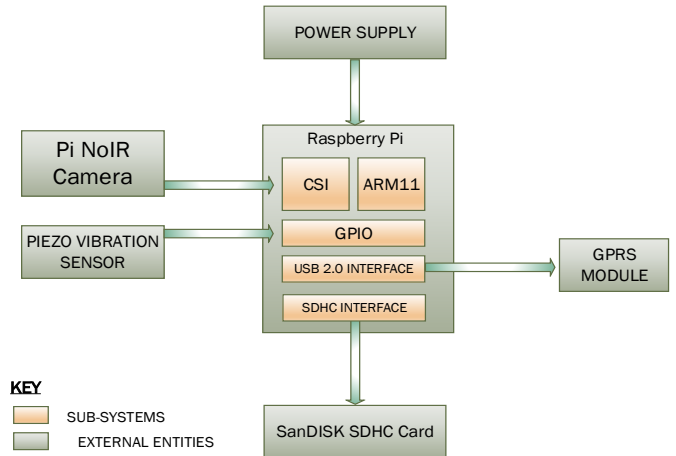 POWER SUPPLY
Raspberry Pi
Pi NoIR
Camera
CSI
ARM11
PIEZO VIBRATION
SENSOR
GPIO
USB 2.0 INTERFACE
GPRS
MODULE
SDHC INTERFACE
KEY
SUB-SYSTEMS
EXTERNAL ENTITIES
SanDISK SDHC Card